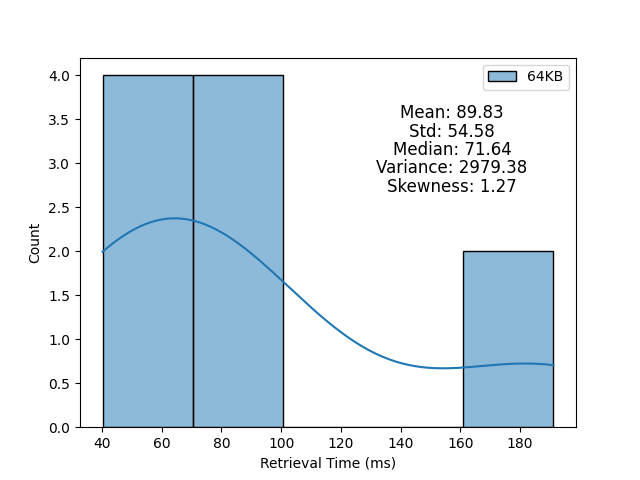 64KB
Mean: 89.83
Std: 54.58
Median: 71.64
Variance: 2979.38
Skewness: 1.27
4.0
3.5
3.0
2.5
2.0
1.5
1.0
0.5
0.0
Count
40 60 80 100 120 140 160 180
Retrieval Time (ms)